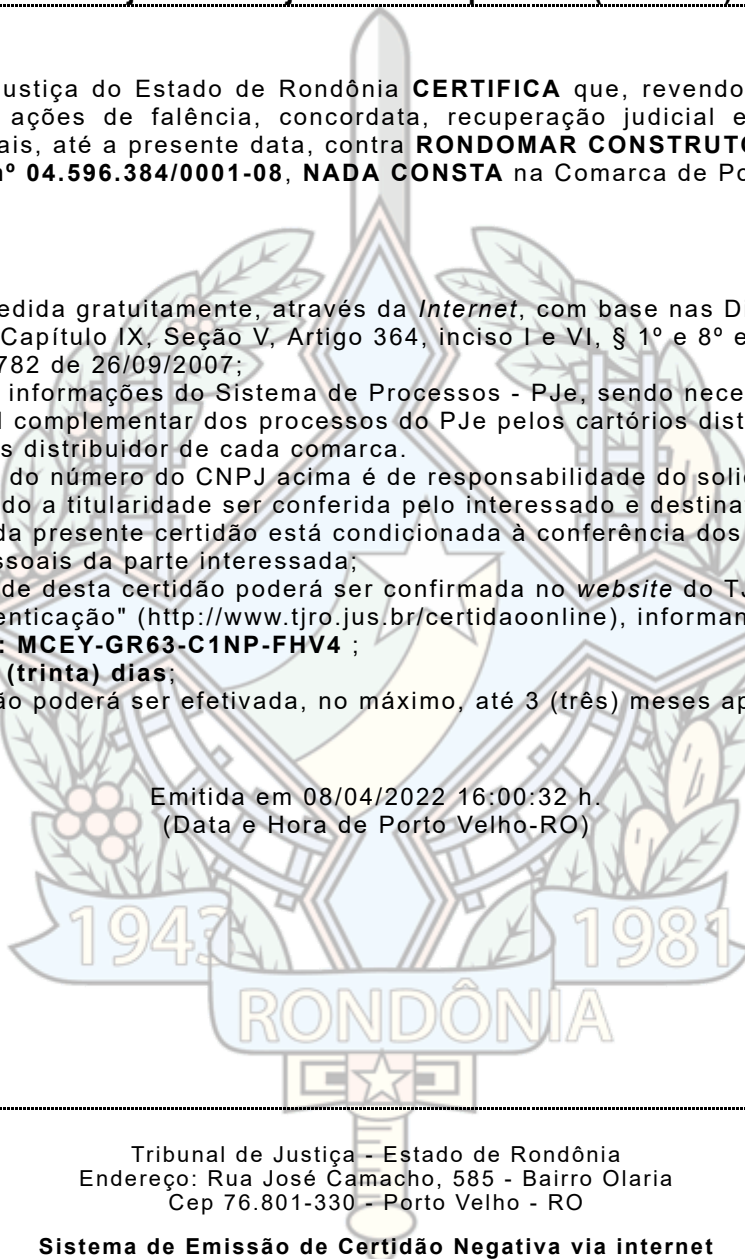 ustiça do Estado de Rondônia CERTIFICA que, revendo
ações de falência, concordata, recuperação judicial e
ais, até a presente data, contra RONDOMAR CONSTRUTO
nº 04.596.384/0001-08, NADA CONSTA na Comarca de Po
edida gratuitamente, através da Internet, com base nas Di
Capítulo IX, Seção V, Artigo 364, inciso I e VI, § 1º e 8º e
782 de 26/09/2007;
informações do Sistema de Processos - PJe, sendo nece
l complementar dos processos do PJe pelos cartórios dist
s distribuidor de cada comarca.
do número do CNPJ acima é de responsabilidade do solic
do a titularidade ser conferida pelo interessado e destina
da presente certidão está condicionada à conferência dos
ssoais da parte interessada;
de desta certidão poderá ser confirmada no website do TJ
enticação" (http://www.tjro.jus.br/certidaoonline), informan
: MCEY-GR63-C1NP-FHV4 ;
(trinta) dias;
ão poderá ser efetivada, no máximo, até 3 (três) meses ap
Emitida em 08/04/2022 16:00:32 h.
(Data e Hora de Porto Velho-RO)
1943 1981
RONDÔNIA
Tribunal de Justiça - Estado de Rondônia
Endereço: Rua José Camacho, 585 - Bairro Olaria
Cep 76.801-330 - Porto Velho - RO
Sistema de Emissão de Certidão Negativa via internet